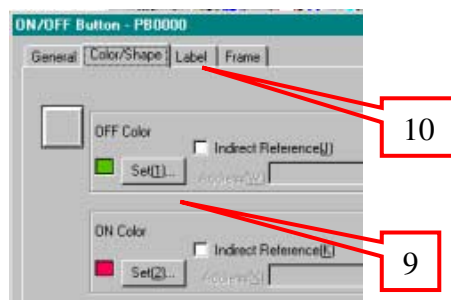 ON/OFF Button - PB0000
General Color/Shape Label Frame
10
OFF Color
Indirect Reference(J)
Set(1)...
9
ON Color
Indirect Reference(K)
Set(2)...